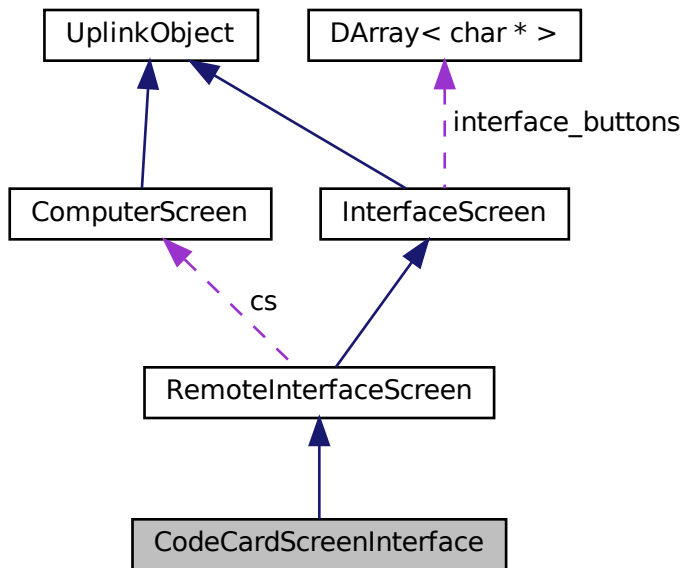 UplinkObject
DArray< char * >
interface_buttons
ComputerScreen
InterfaceScreen
cs
RemoteInterfaceScreen
CodeCardScreenInterface